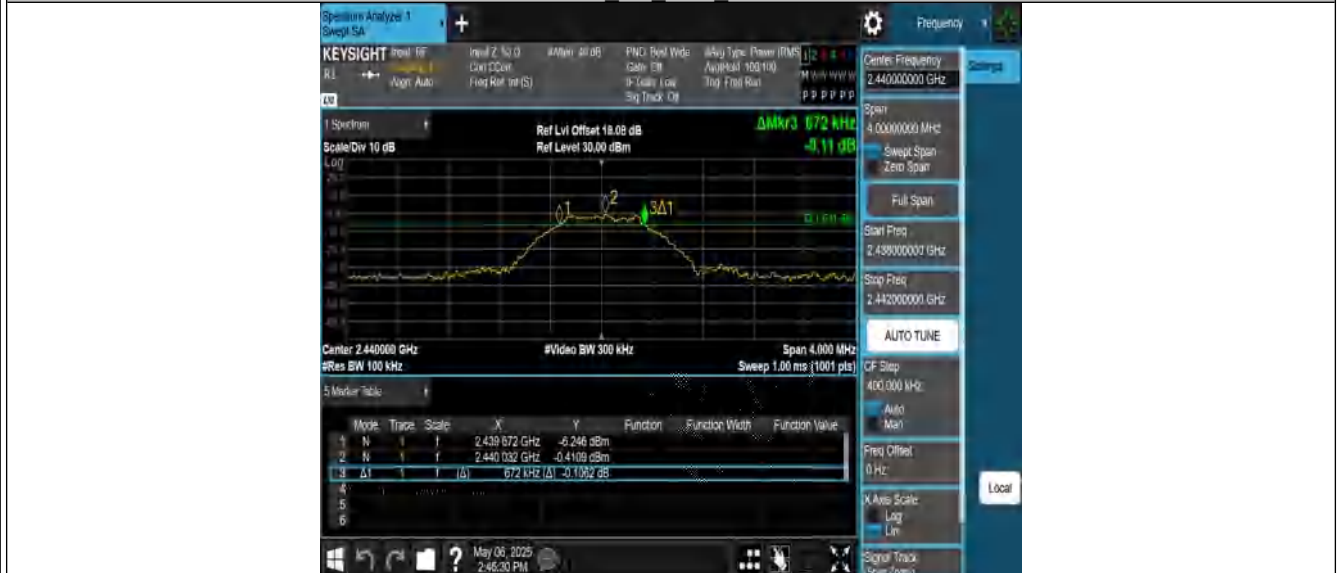 Spectrum Analyzer 1
Swept SA
+
Frequency
KEYSIGHT Input: RF
R L
Align: Auto
Input Z: 50 Ω
Corr CCorr
Freq Ref: Int (S)
#Atten: 40 dB
PNO: Best Wide
Gate: Off
IF Gain: Low
Sig Track: Off
Avg Type: Power (RMS
Avg|Hold: 100/100
Trig: Free Run
M W W W W W
P P P P P P
1 Spectrum
Scale/Div 10 dB
Log
Ref Lvl Offset 18.08 dB
Ref Level 30.00 dBm
ΔMkr3 672 kHz
-0.11 dB
1
2
3Δ1
Center 2.440000 GHz
#Res BW 100 kHz
#Video BW 300 kHz
Span 4.000 MHz
Sweep 1.00 ms (1001 pts)
5 Marker Table
Mode Trace Scale X Y Function Function Width Function Value
1 N 1 f 2.439 672 GHz -6.246 dBm
2 N 1 f 2.440 032 GHz -0.4109 dBm
3 Δ1 1 f (Δ) 672 kHz (Δ) -0.1062 dB
4
5
6
?
May 06, 2025
2:45:30 PM
Center Frequency
2.440000000 GHz
Settings
Span
4.00000000 MHz
Swept Span
Zero Span
Full Span
Start Freq
2.438000000 GHz
Stop Freq
2.442000000 GHz
AUTO TUNE
CF Step
400.000 kHz
Auto
Man
Freq Offset
0 Hz
X Axis Scale
Log
Lin
Local
Signal Track